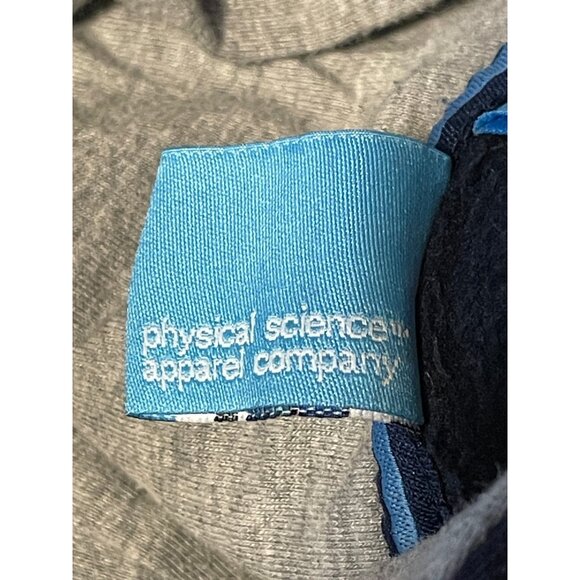 physical science™
apparel company